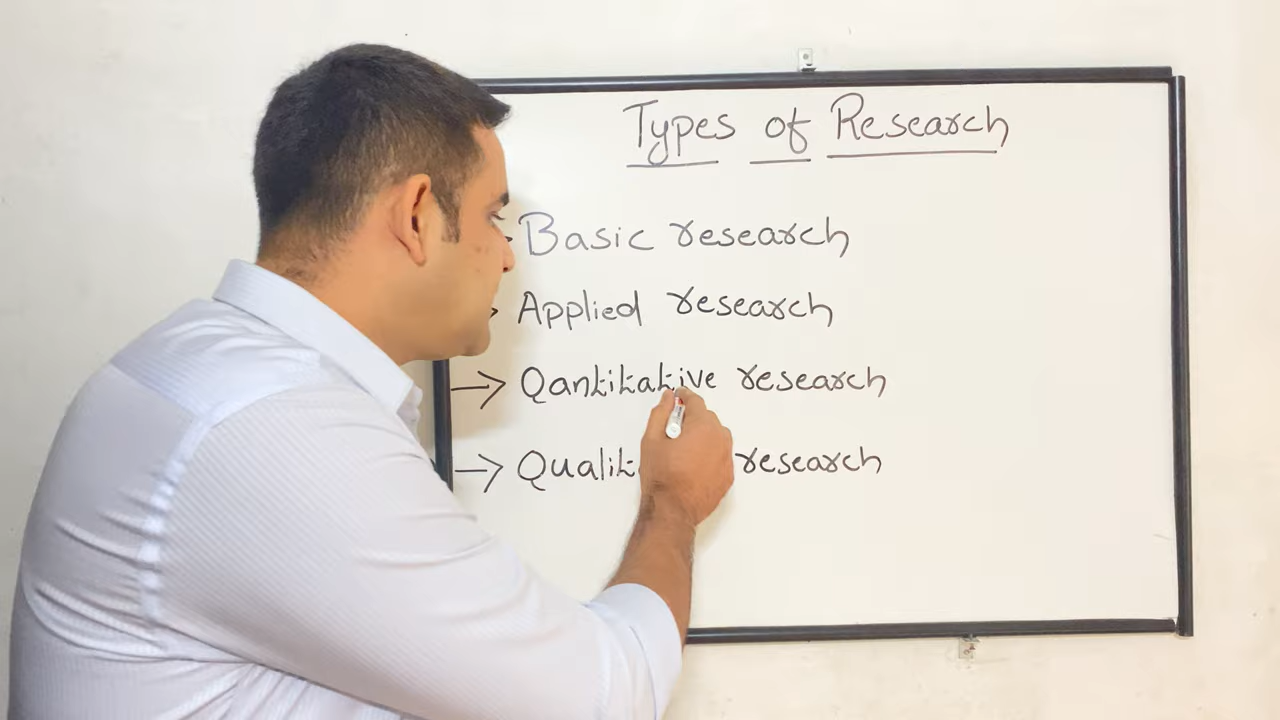 Types of Research
Basic research
Applied research
→ Qantitative research
→ research